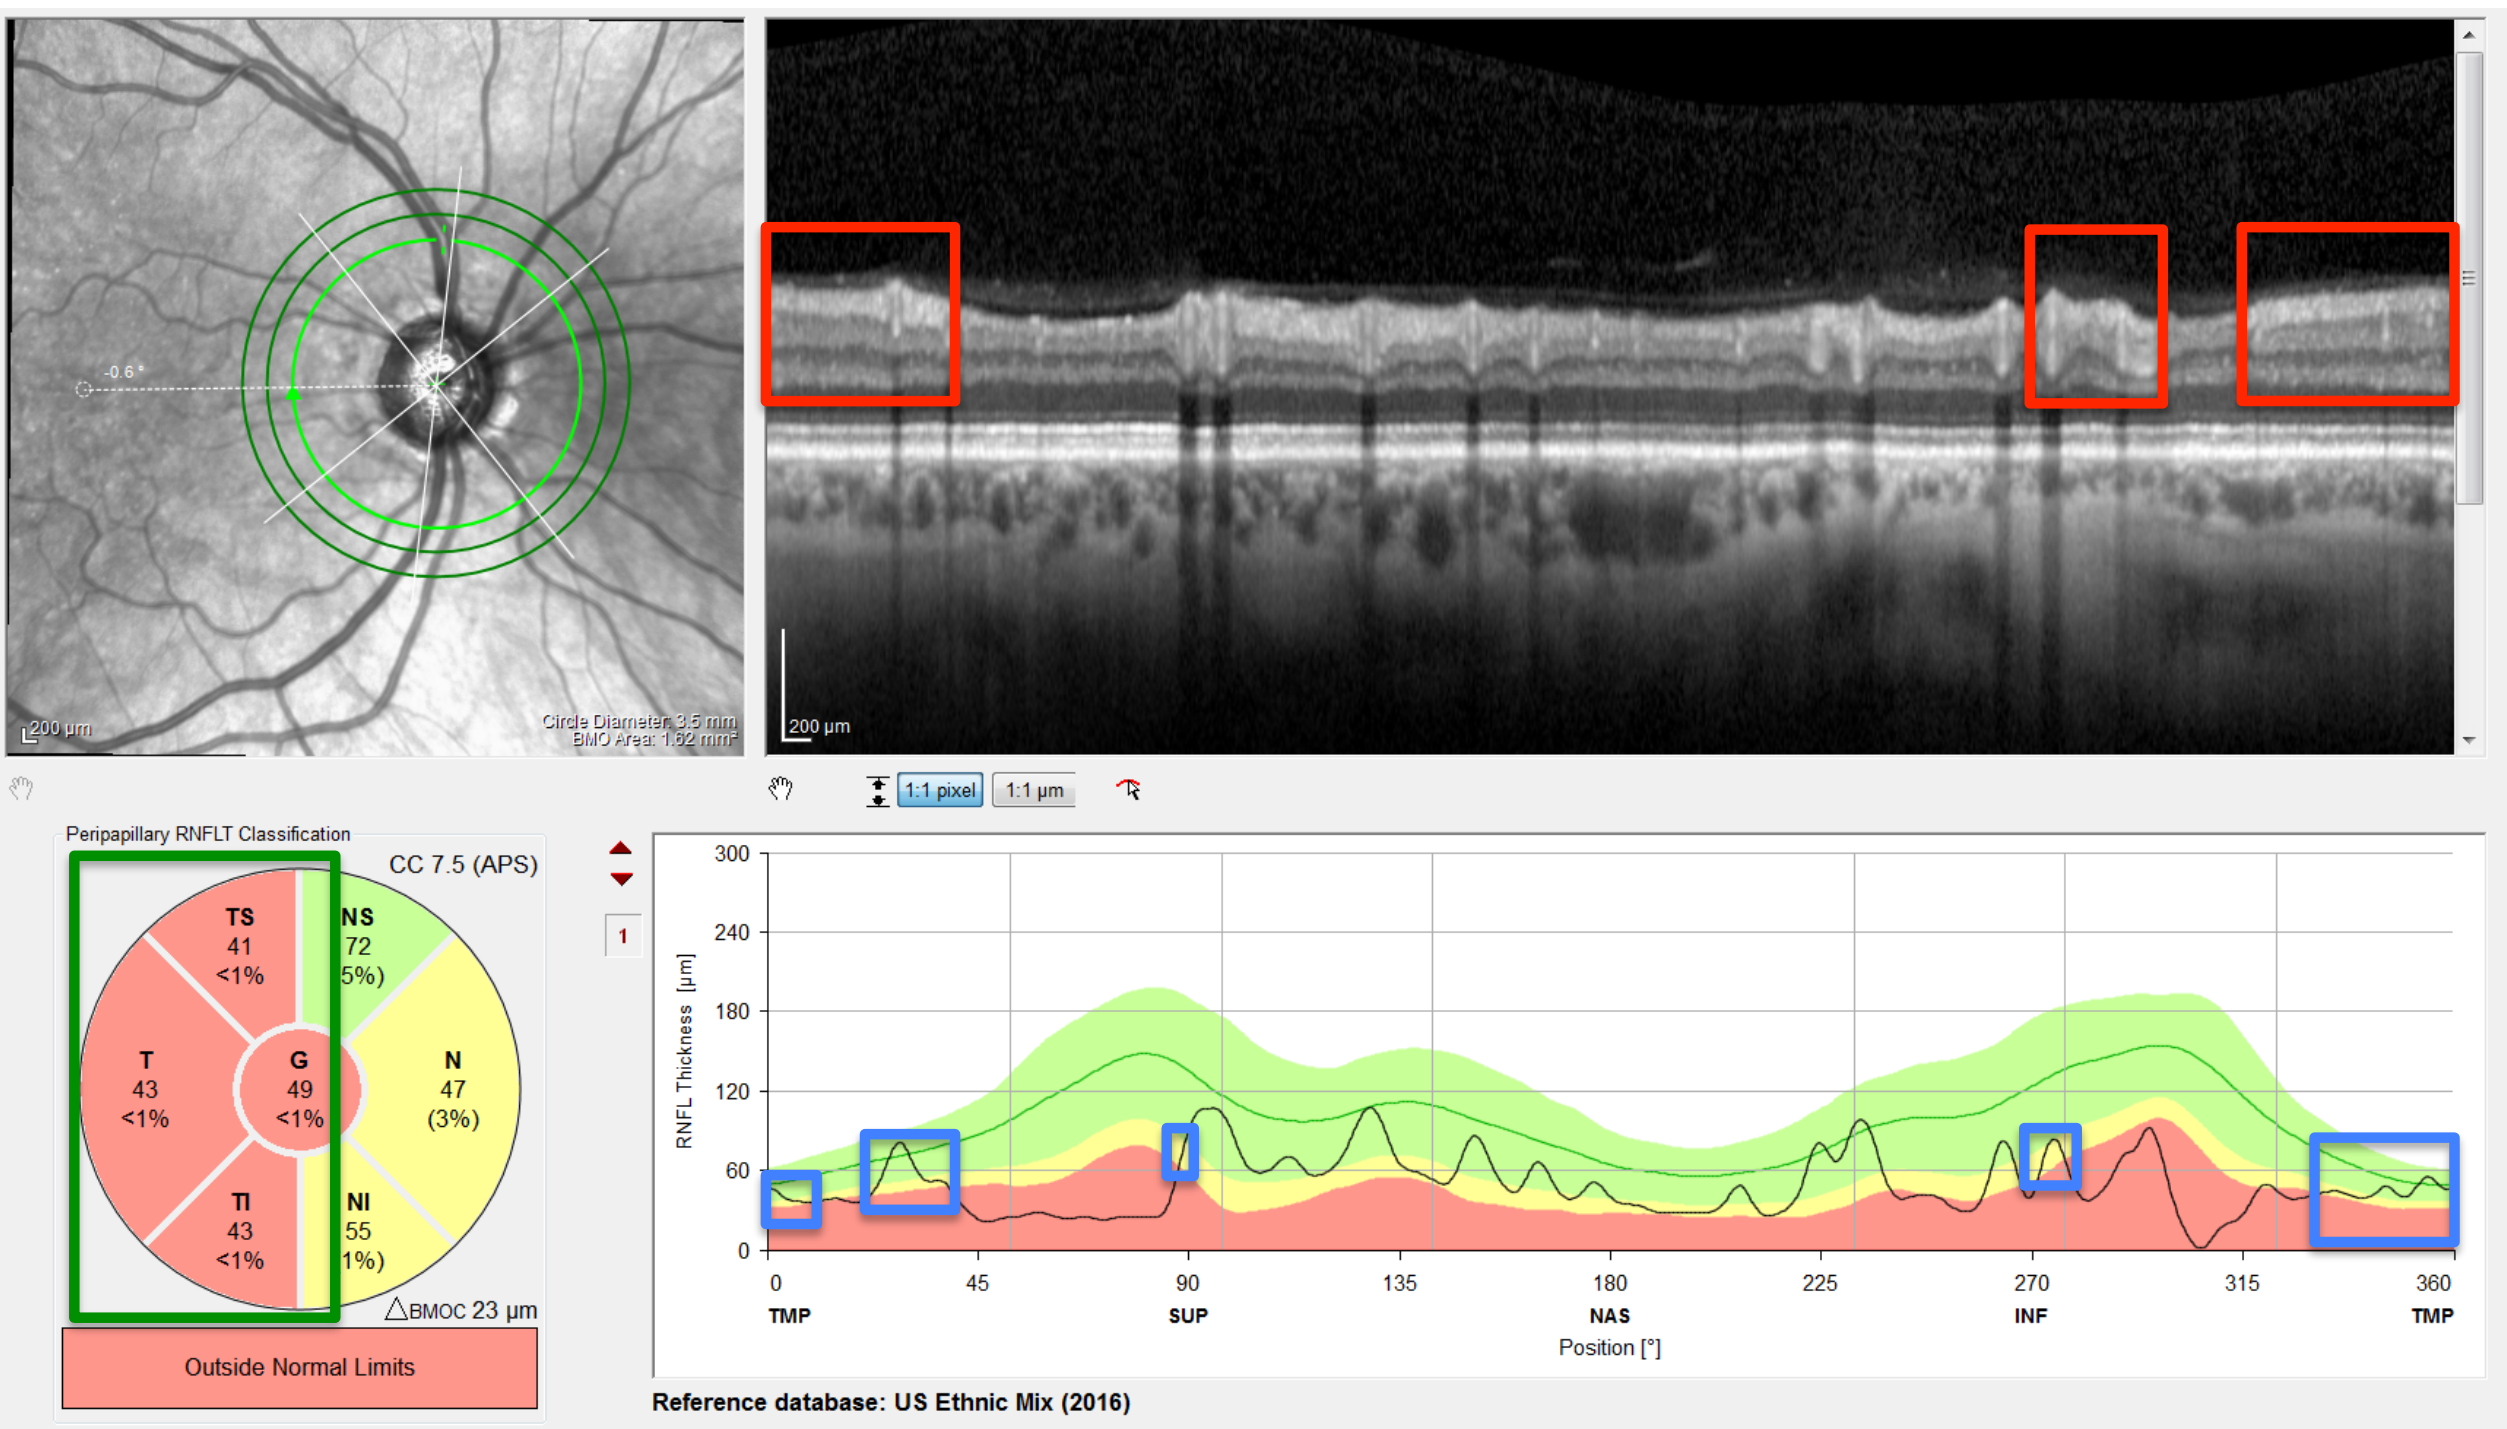 -0.6 °
200 µm
Circle Diameter: 3.5 mm
BMO Area: 1.62 mm²
200 µm
1:1 pixel
1:1 µm
Peripapillary RNFLT Classification
CC 7.5 (APS)
TS
41
<1%
NS
72
5%)
T
43
<1%
G
49
<1%
N
47
(3%)
TI
43
<1%
NI
55
1%)
△BMOC 23 µm
Outside Normal Limits
1
RNFL Thickness [µm]
300
240
180
120
60
0
0 45 90 135 180 225 270 315 360
TMP SUP NAS INF TMP
Position [°]
Reference database: US Ethnic Mix (2016)